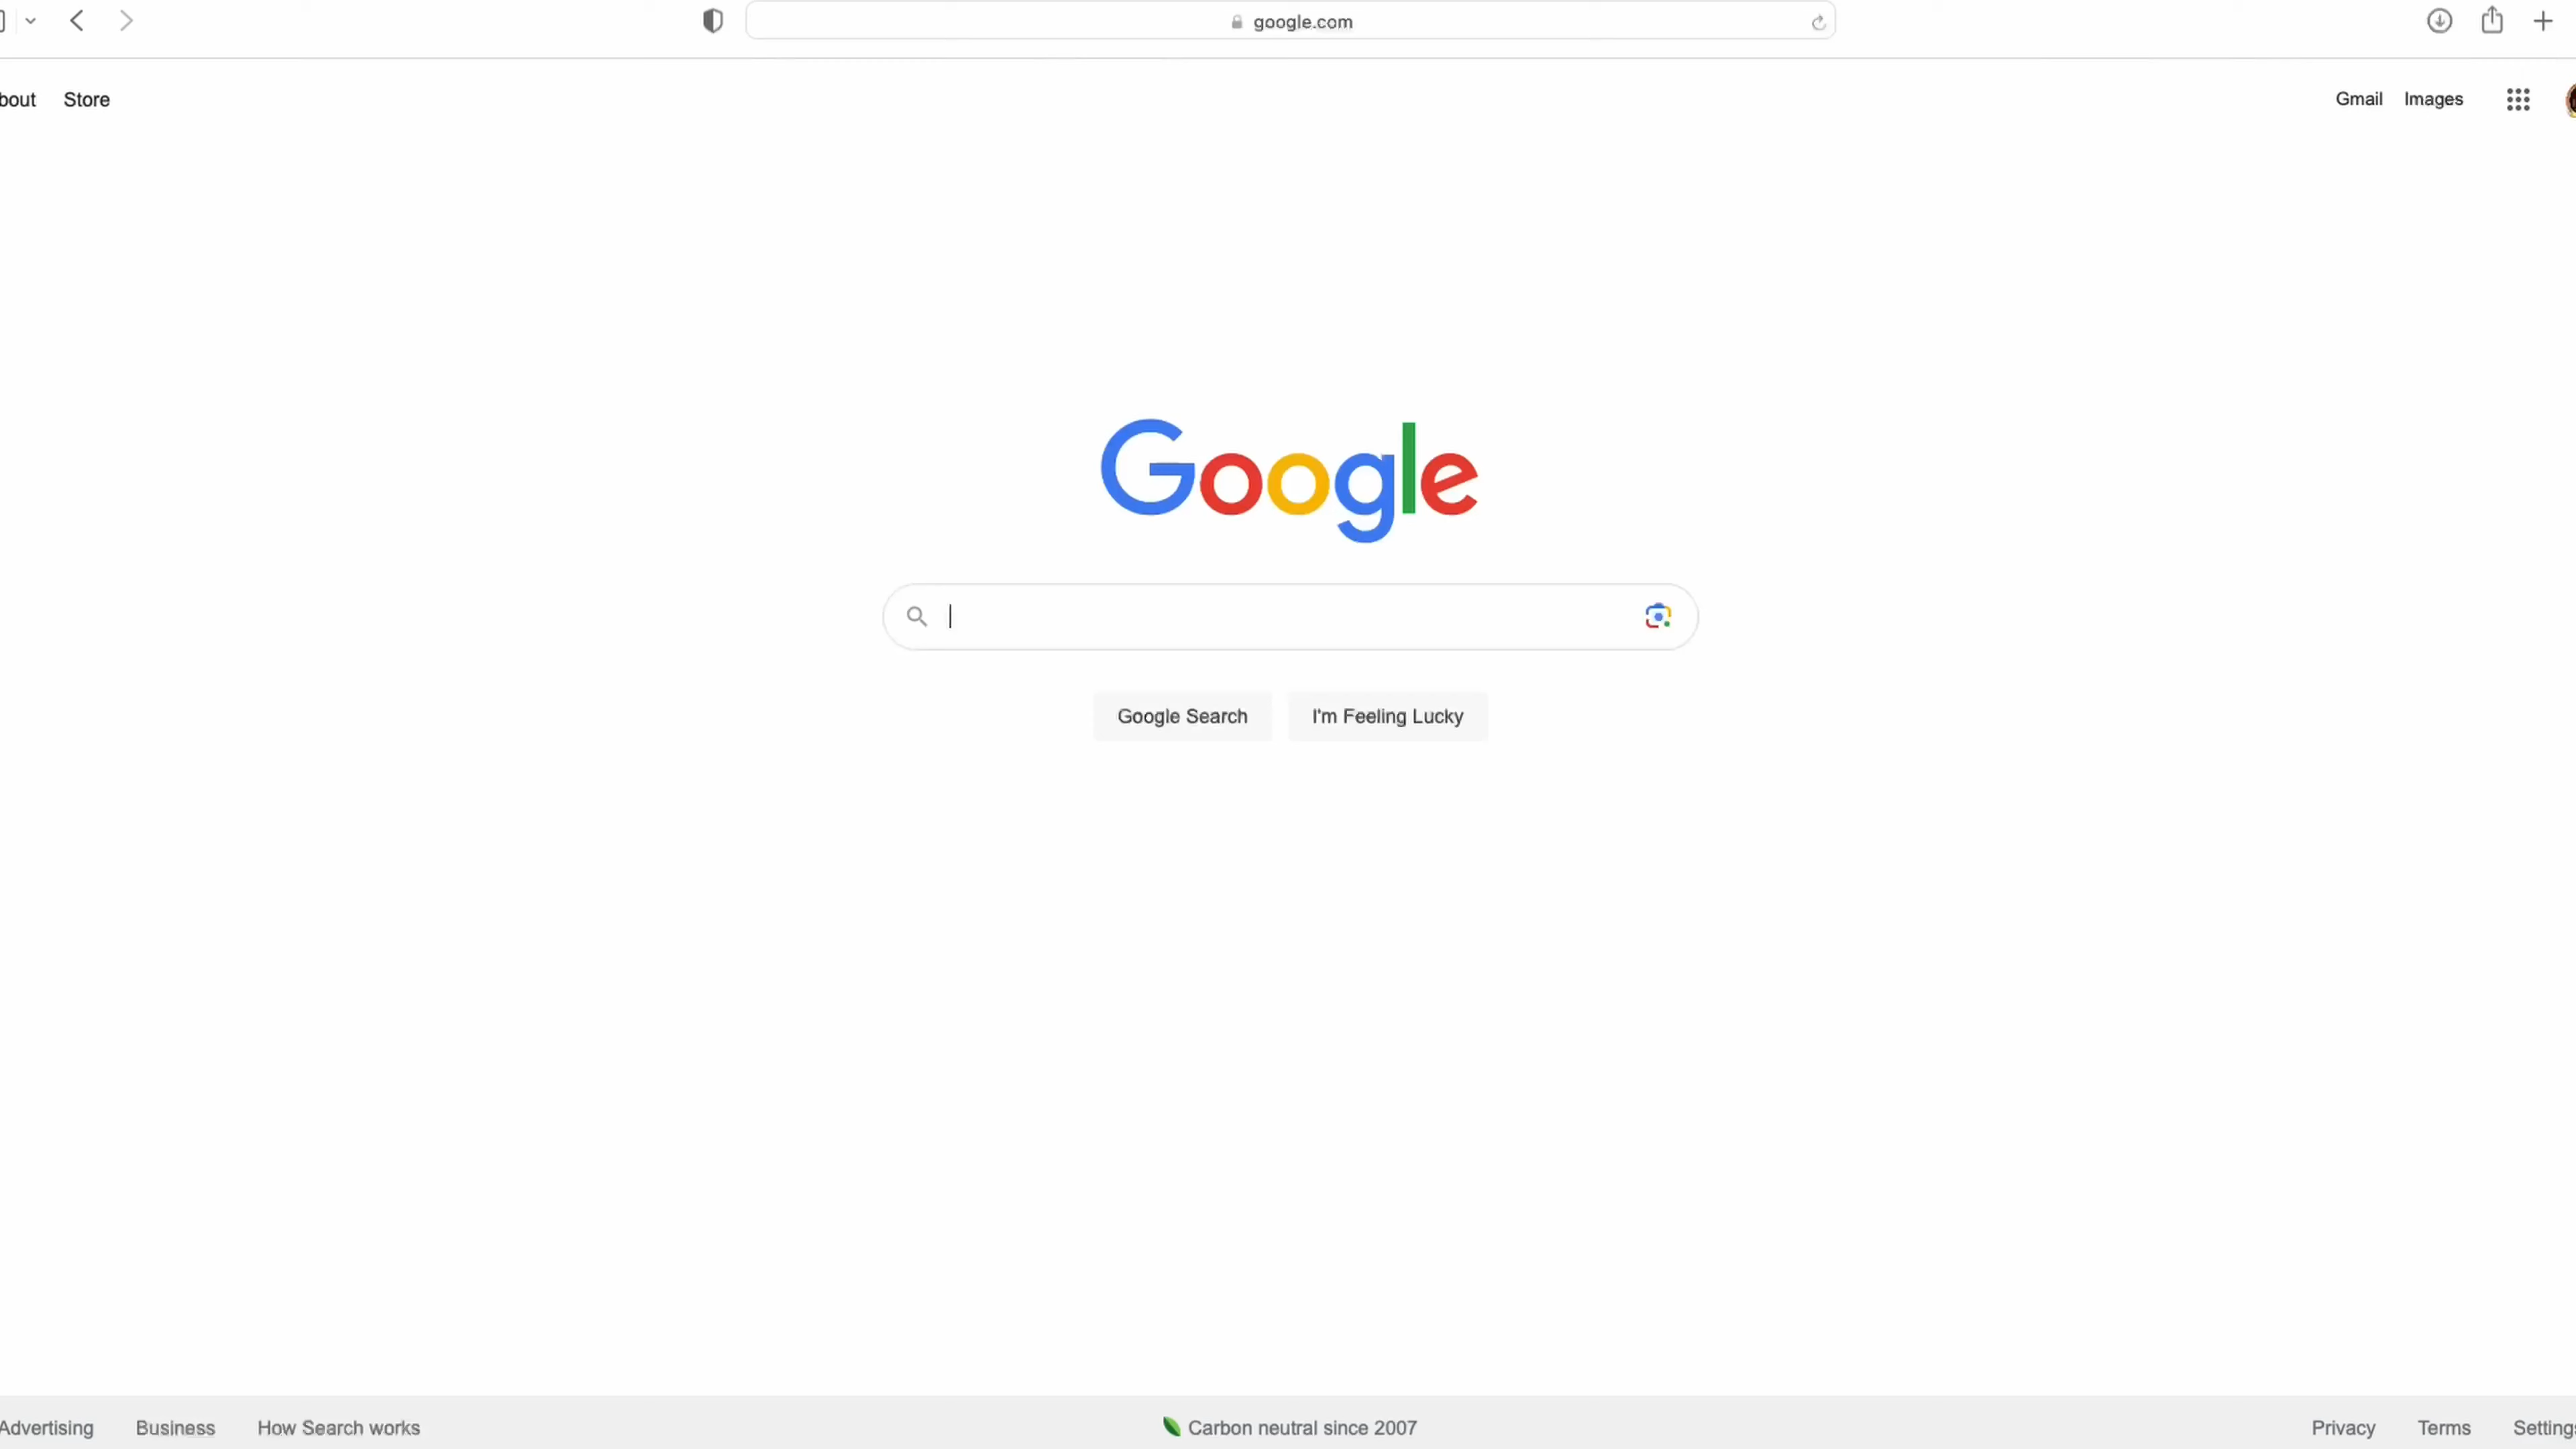 google.com
bout Store Gmail Images
Google
Google Search I'm Feeling Lucky
Advertising Business How Search works Carbon neutral since 2007 Privacy Terms Setting